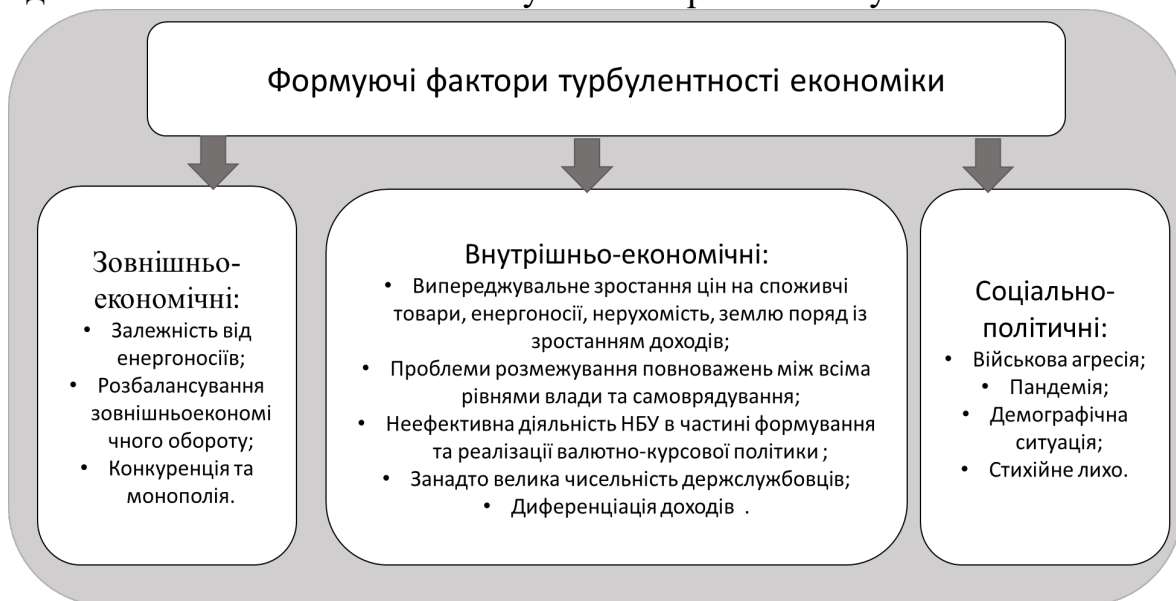 Формуючі фактори турбулентності економіки
Зовнішньо-
економічні:
• Залежність від
енергоносіїв;
• Розбалансування
зовнішньоекономі
чного обороту;
• Конкуренція та
монополія.
Внутрішньо-економічні:
• Випереджувальне зростання цін на споживчі
товари, енергоносії, нерухомість, землю поряд із
зростанням доходів;
• Проблеми розмежування повноважень між всіма
рівнями влади та самоврядування;
• Неефективна діяльність НБУ в частині формування
та реалізації валютно-курсової політики ;
• Занадто велика чисельність держслужбовців;
• Диференціація доходів .
Соціально-
політичні:
• Військова агресія;
• Пандемія;
• Демографічна
ситуація;
• Стихійне лихо.